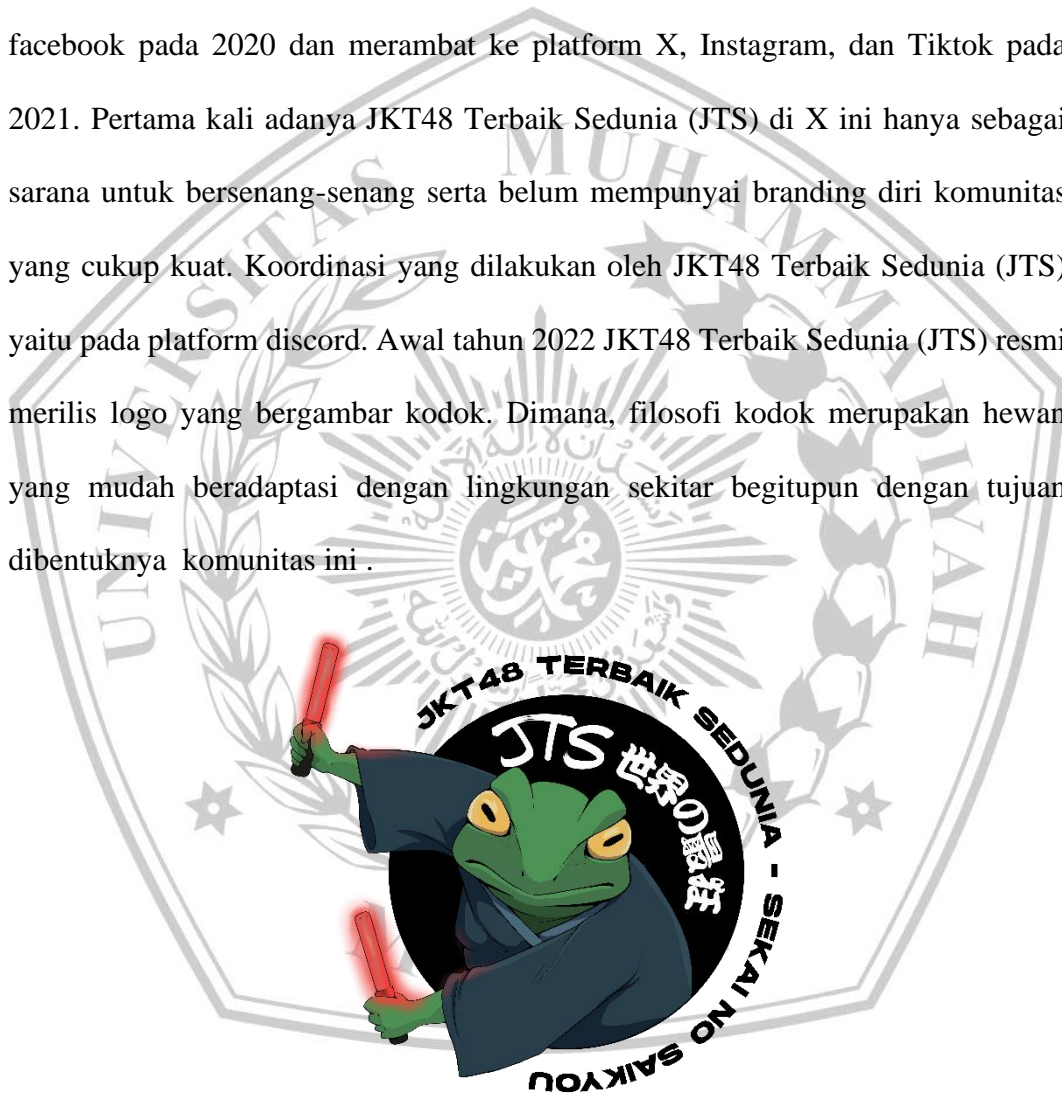 facebook pada 2020 dan merambat ke platform X, Instagram, dan Tiktok pada
2021. Pertama kali adanya JKT48 Terbaik Sedunia (JTS) di X ini hanya sebagai
sarana untuk bersenang-senang serta belum mempunyai branding diri komunitas
yang cukup kuat. Koordinasi yang dilakukan oleh JKT48 Terbaik Sedunia (JTS)
yaitu pada platform discord. Awal tahun 2022 JKT48 Terbaik Sedunia (JTS) resmi
merilis logo yang bergambar kodok. Dimana, filosofi kodok merupakan hewan
yang mudah beradaptasi dengan lingkungan sekitar begitupun dengan tujuan
dibentuknya komunitas ini .
UNIVERSITAS MUHAMMADIYAH
JKT48 TERBAIK SEDUNIA - SEKAI NO SAIKYOU
JTS 世界の最狂